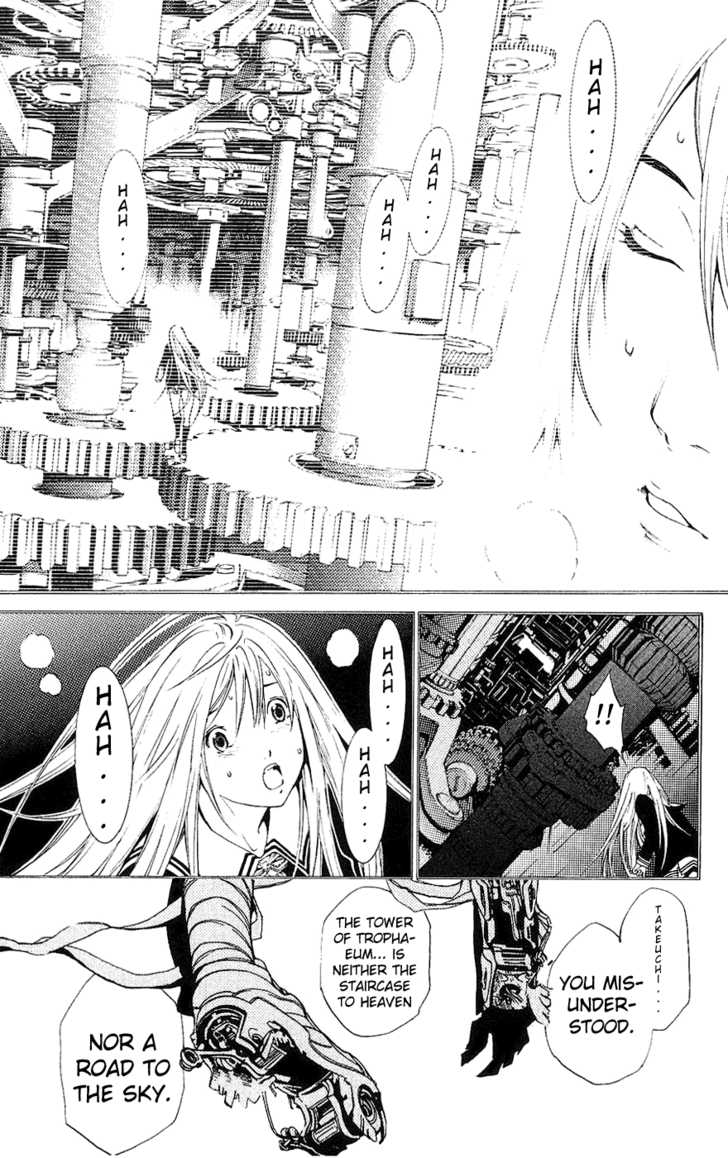 HAH...
HAH...
HAH...
HAH...
!!
HAH...
HAH...
HAH...
TAKEUCHI...
YOU MIS-
UNDER-
STOOD.
THE TOWER
OF TROPHA-
EUM... IS
NEITHER THE
STAIRCASE
TO HEAVEN
NOR A
ROAD TO
THE SKY.